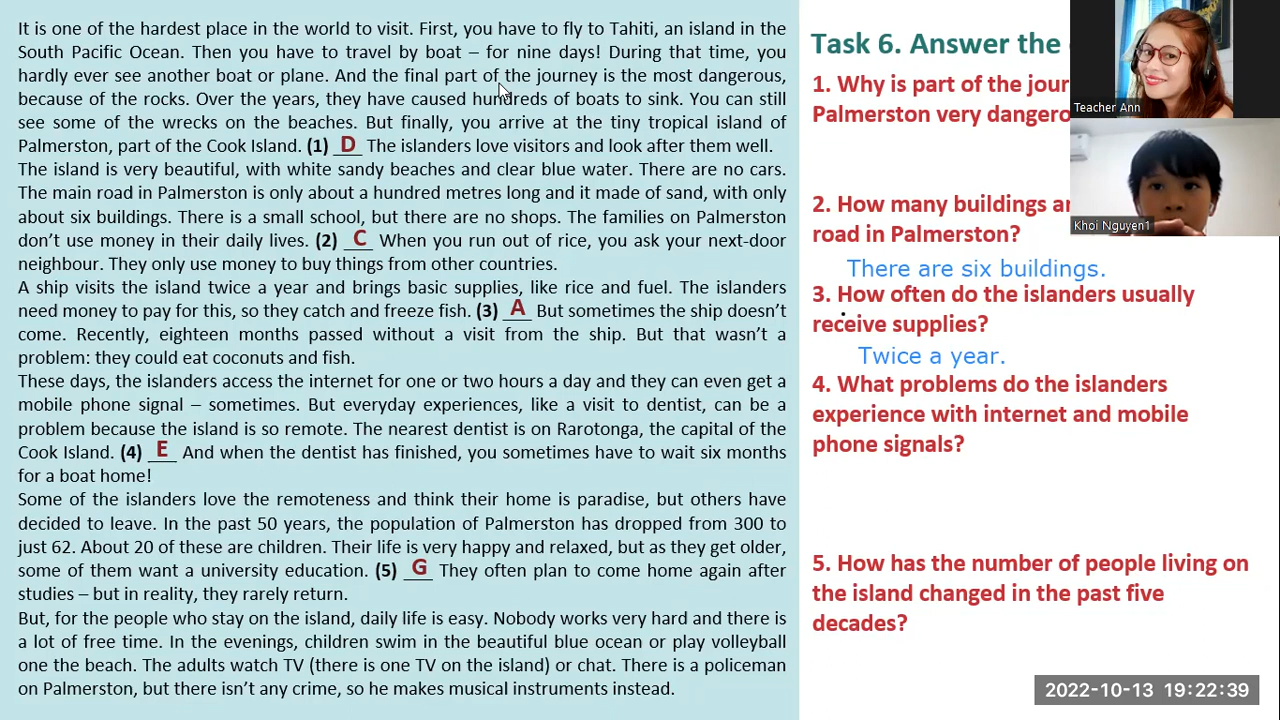 It is one of the hardest place in the world to visit. First, you have to fly to Tahiti, an island in the
South Pacific Ocan. Then you have to travel by boat – for nine days! During that time, you
hardly ever see another boat or plane. And the final part of the journey is the most dangerous,
because of the rocks. Over the years, they have caused hundreds of boats to sink. You can still
see some of the wrecks on the beaches. But finally, you arrive at the tiny tropical island of
Palmerston, part of the Cook Island. (1) __D__ The islanders love visitors and look after them well.
The island is very beautiful, with white sandy beaches and clear blue water. There are no cars.
The main road in Palmerston is only about a hundred metres long and it made of sand, with only
about six buildings. There is a small school, but there are no shops. The families on Palmerston
don't use money in their daily lives. (2) __C__ When you run out of rice, you ask your next-door
neighbour. They only use money to buy things from other countries.
A ship visits the island twice a year and brings basic supplies, like rice and fuel. The islanders
need money to pay for this, so they catch and freeze fish. (3) __A__ But sometimes the ship doesn't
come. Recently, eighteen months passed without a visit from the ship. But that wasn't a
problem: they could eat coconuts and fish.
These days, the islanders access the internet for one or two hours a day and they can even get a
mobile phone signal – sometimes. But everyday experiences, like a visit to dentist, can be a
problem because the island is so remote. The nearest dentist is on Rarotonga, the capital of the
Cook Island. (4) __E__ And when the dentist has finished, you sometimes have to wait six months
for a boat home!
Some of the islanders love the remoteness and think their home is paradise, but others have
decided to leave. In the past 50 years, the population of Palmerston has dropped from 300 to
just 62. About 20 of these are children. Their life is very happy and relaxed, but as they get older,
some of them want a university education. (5) __G__ They often plan to come home again after
studies – but in reality, they rarely return.
But, for the people who stay on the island, daily life is easy. Nobody works very hard and there is
a lot of free time. In the evenings, children swim in the beautiful blue ocean or play volleyball
one the beach. The adults watch TV (there is one TV on the island) or chat. There is a policeman
on Palmerston, but there isn't any crime, so he makes musical instruments instead.
Task 6. Answer the
1. Why is part of the jour
Palmerston very dangero
2. How many buildings a
road in Palmerston?
There are six buildings.
3. How often do the islanders usually
receive supplies?
Twice a year.
4. What problems do the islanders
experience with internet and mobile
phone signals?
5. How has the number of people living on
the island changed in the past five
decades?
Teacher Ann
Khoi Nguyen1
2022-10-13 19:22:39